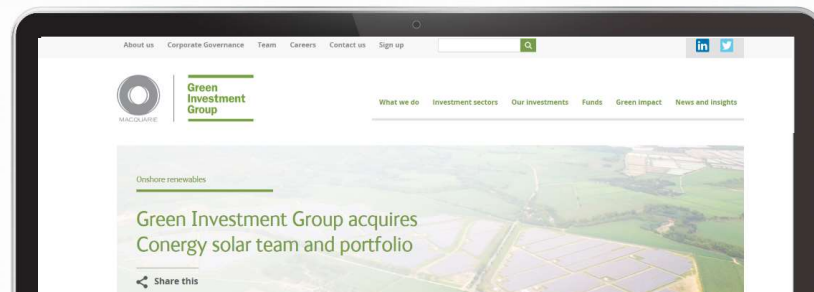 About us Corporate Governance Team Careers Contact us Sign up
in
MACQUARIE
Green
Investment
Group
What we do Investment sectors Our investments Funds Green impact News and insights
Onshore renewables
Green Investment Group acquires
Conergy solar team and portfolio
Share this